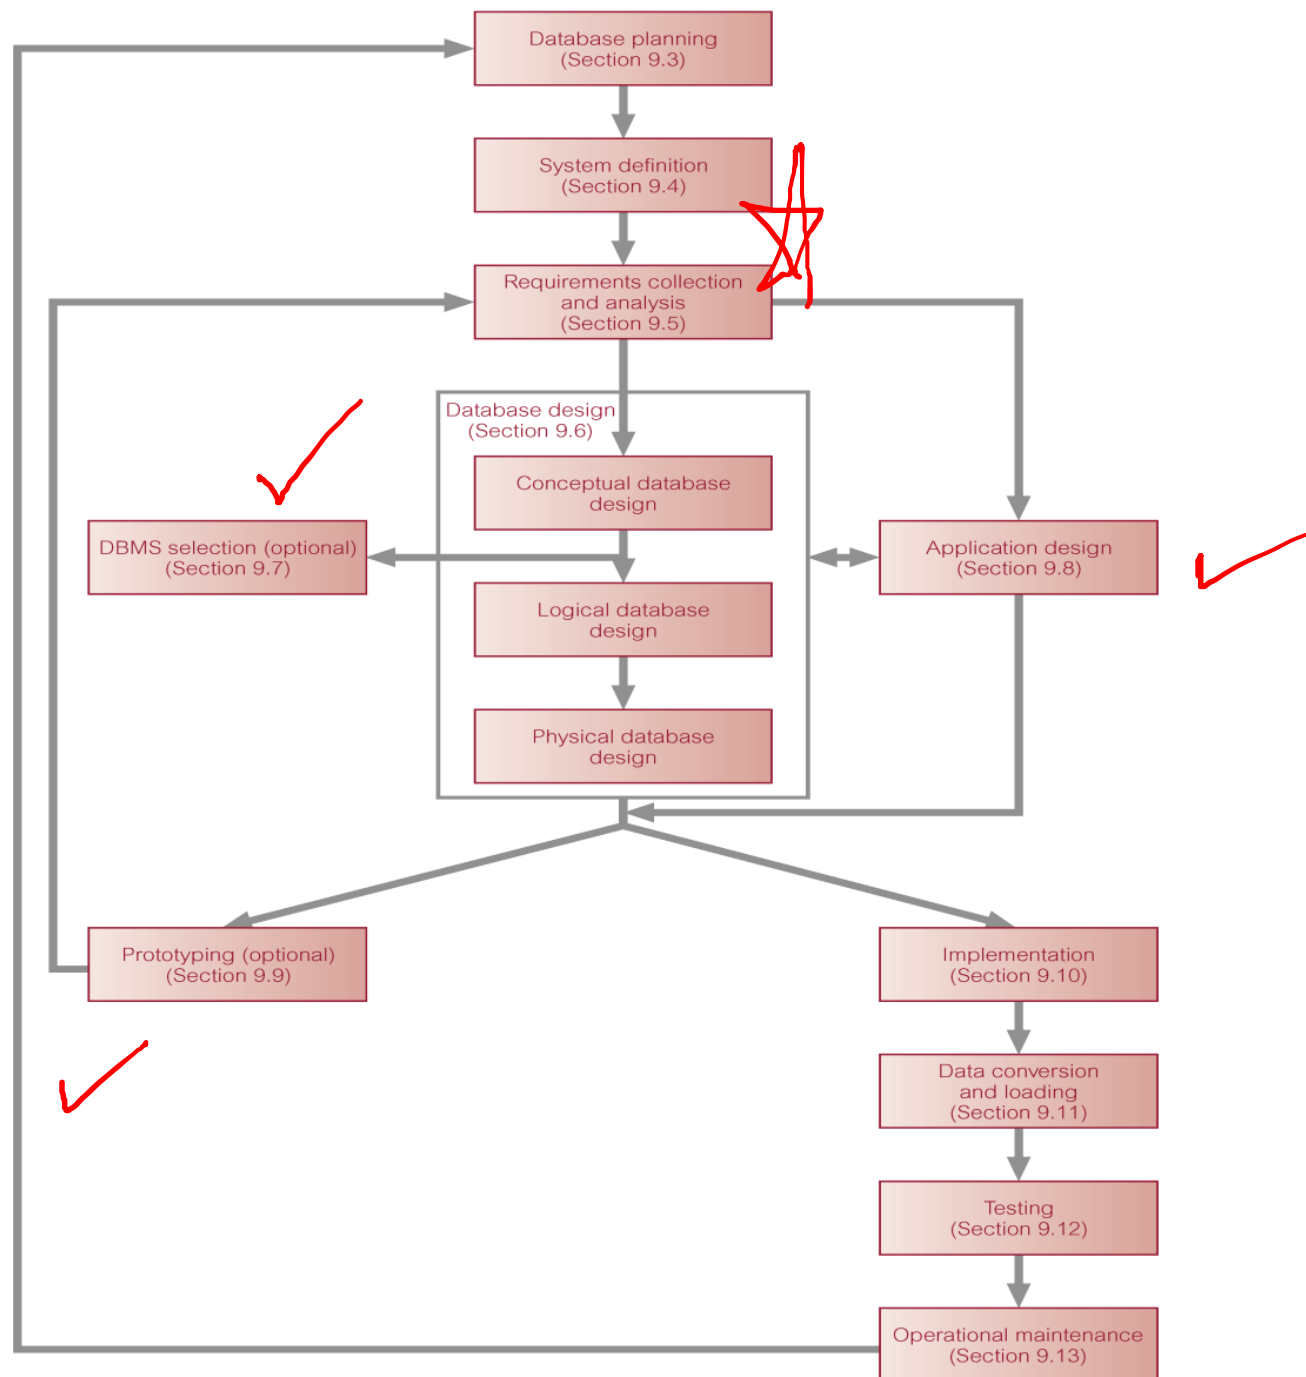 Database planning
(Section 9.3)
System definition
(Section 9.4)
Requirements collection
and analysis
(Section 9.5)
Database design
(Section 9.6)
Conceptual database
design
DBMS selection (optional)
(Section 9.7)
Application design
(Section 9.8)
Logical database
design
Physical database
design
Prototyping (optional)
(Section 9.9)
Implementation
(Section 9.10)
Data conversion
and loading
(Section 9.11)
Testing
(Section 9.12)
Operational maintenance
(Section 9.13)